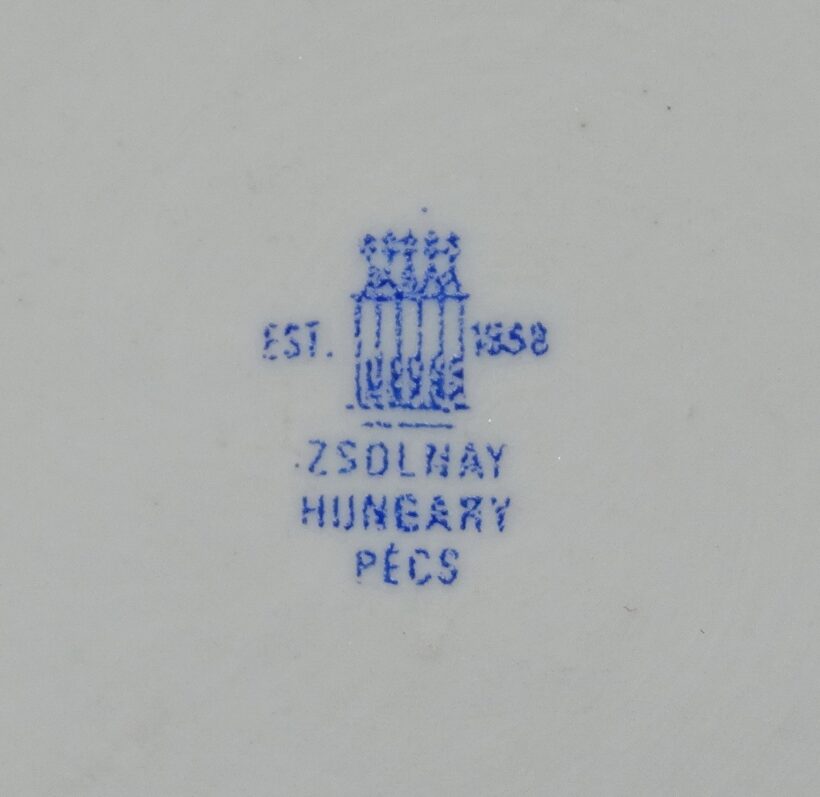 EST. 1868
ZSOLNAY
HUNGARY
PÉCS